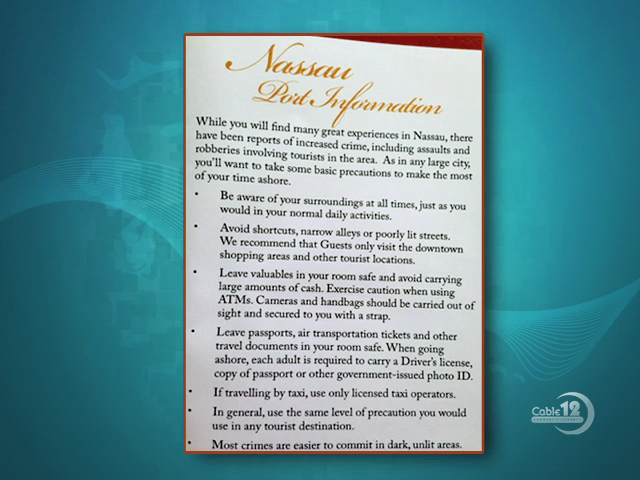 Nassau
Port Information
While you will find many great experiences in Nassau, there
have been reports of increased crime, including assaults and
robberies involving tourists in the area. As in any large city,
you'll want to take some basic precautions to make the most
of your time ashore.
• Be aware of your surroundings at all times, just as you
would in your normal daily activities.
• Avoid shortcuts, narrow alleys or poorly lit streets.
We recommend that Guests only visit the downtown
shopping areas and other tourist locations.
• Leave valuables in your room safe and avoid carrying
large amounts of cash. Exercise caution when using
ATMs. Cameras and handbags should be carried out of
sight and secured to you with a strap.
• Leave passports, air transportation tickets and other
travel documents in your room safe. When going
ashore, each adult is required to carry a Driver's license,
copy of passport or other government-issued photo ID.
• If travelling by taxi, use only licensed taxi operators.
• In general, use the same level of precaution you would
use in any tourist destination.
• Most crimes are easier to commit in dark, unlit areas.
Cable 12